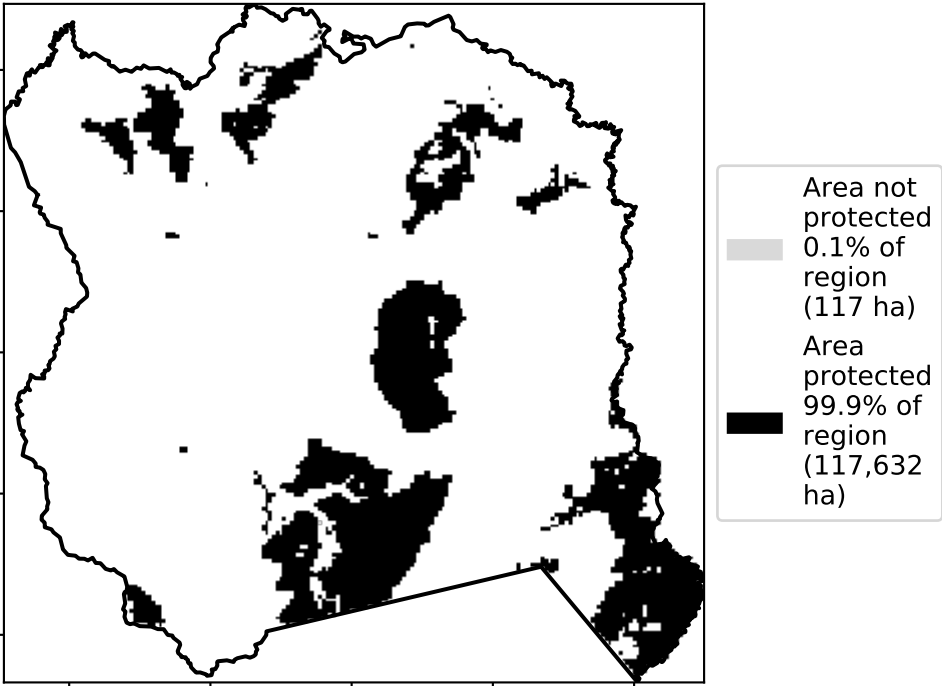 Area not
protected
0.1% of
region
(117 ha)
Area
protected
99.9% of
region
(117,632
ha)